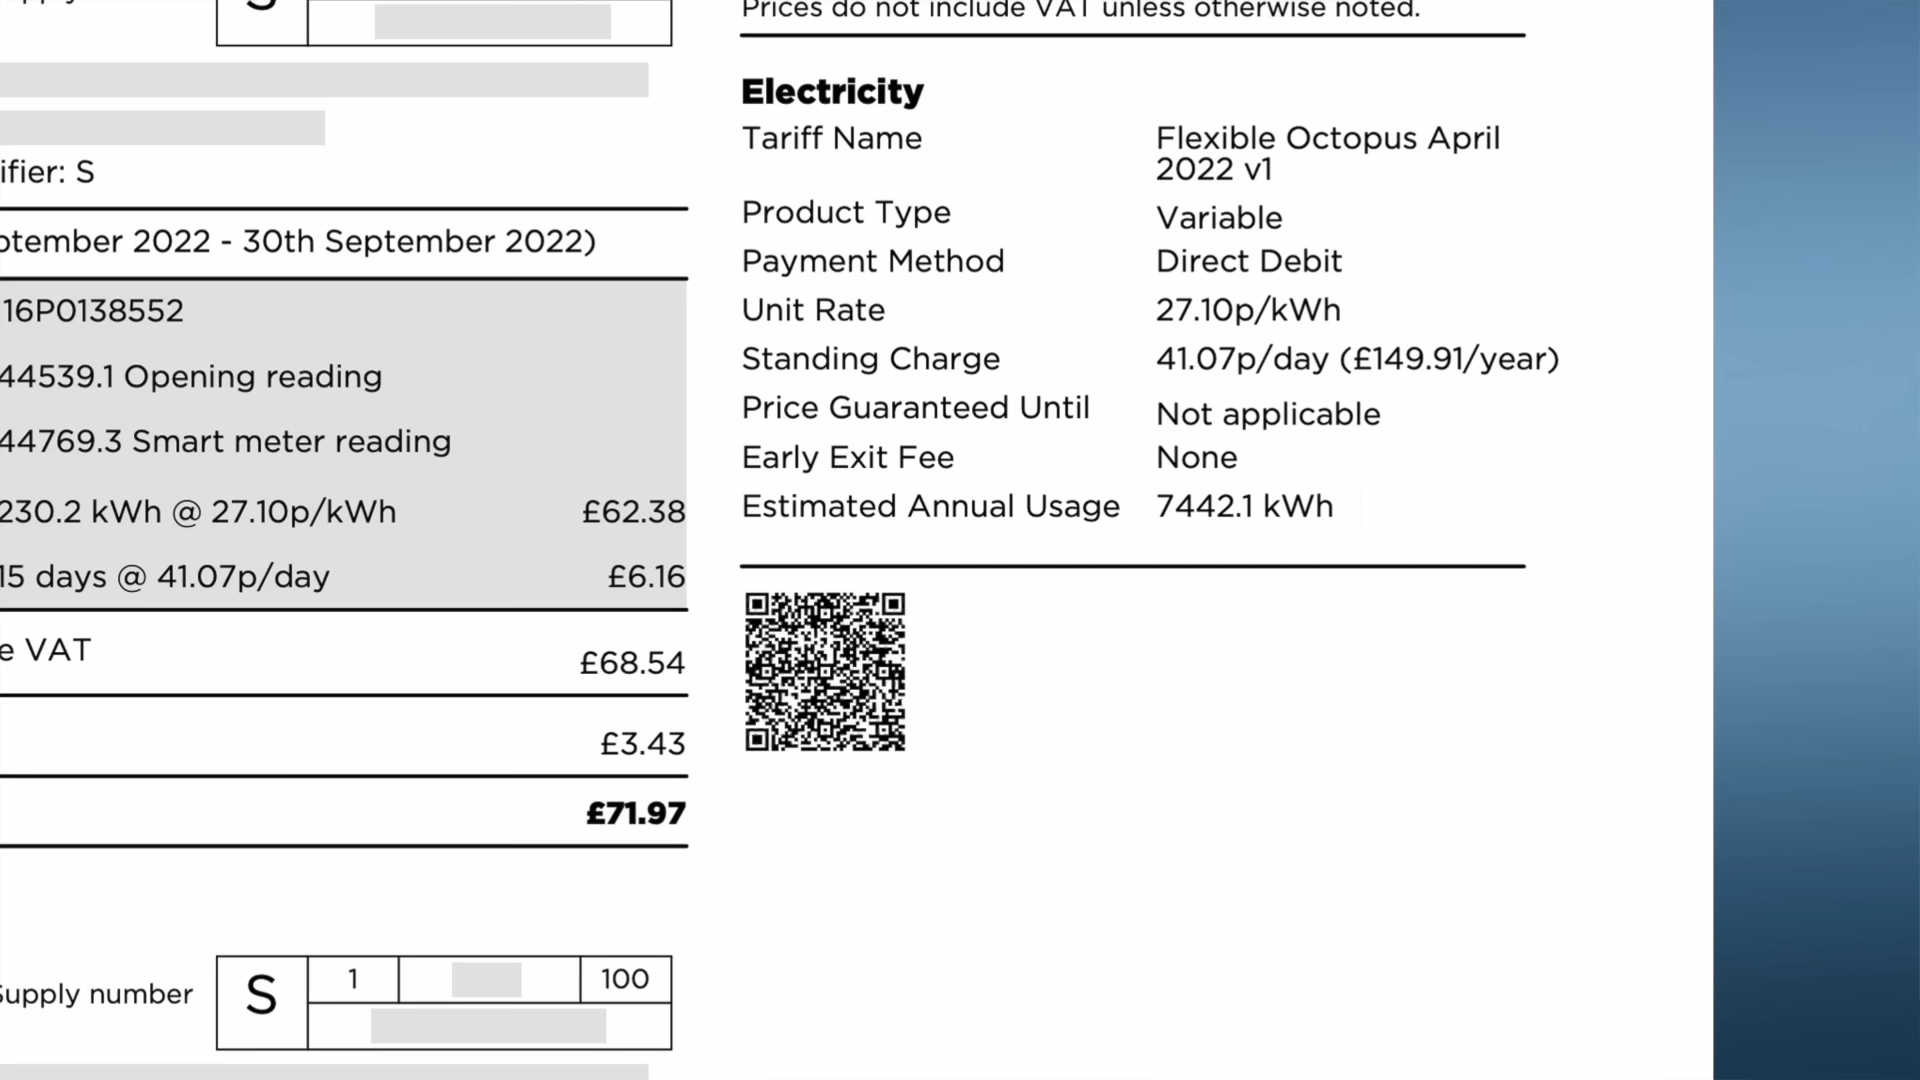 S
ifier: S
ptember 2022 - 30th September 2022)
16P0138552
44539.1 Opening reading
44769.3 Smart meter reading
230.2 kWh @ 27.10p/kWh £62.38
15 days @ 41.07p/day £6.16
e VAT £68.54
£3.43
£71.97
Supply number
S
1
100
Prices do not include VAT unless otherwise noted.
Electricity
Tariff Name Flexible Octopus April
2022 v1
Product Type Variable
Payment Method Direct Debit
Unit Rate 27.10p/kWh
Standing Charge 41.07p/day (£149.91/year)
Price Guaranteed Until Not applicable
Early Exit Fee None
Estimated Annual Usage 7442.1 kWh